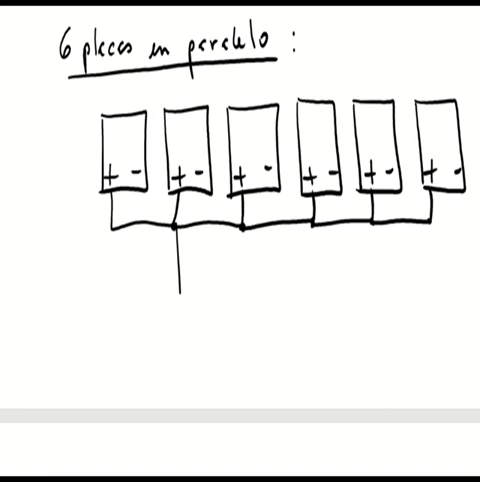 6 placas en paralelo :
+ - + - + - + - + - + -